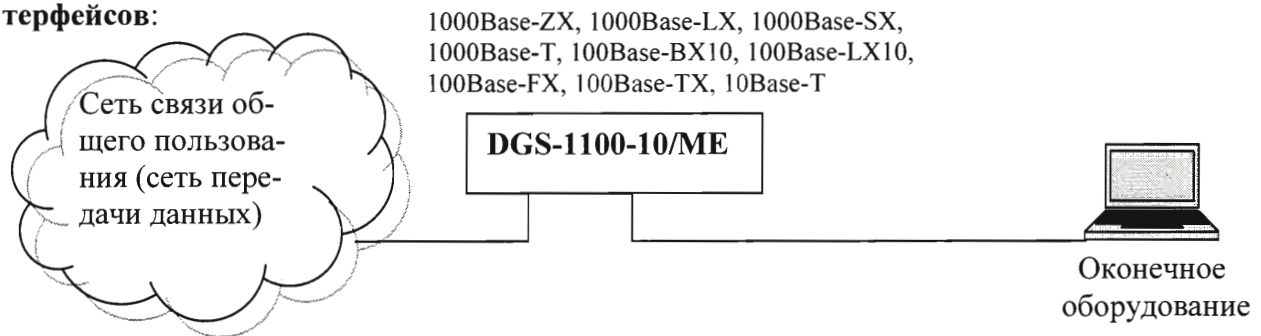 терфейсов:
1000Base-ZX, 1000Base-LX, 1000Base-SX,
1000Base-T, 100Base-BX10, 100Base-LX10,
100Base-FX, 100Base-TX, 10Base-T
Сеть связи об-
щего пользова-
ния (сеть пере-
дачи данных)
DGS-1100-10/ME
Оконечное
оборудование